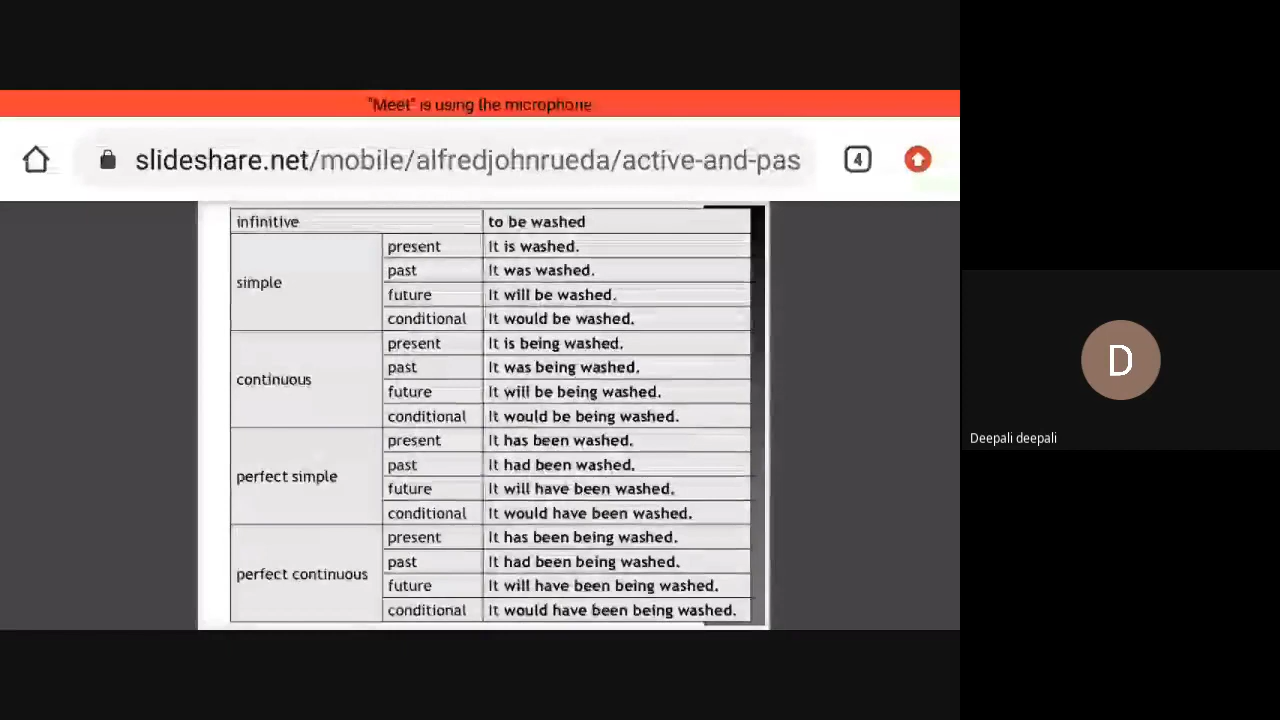 "Meet" is using the microphone
slideshare.net/mobile/alfredjohnrueda/active-and-pas
4
infinitive to be washed
simple present It is washed.
past It was washed.
future It will be washed.
conditional It would be washed.
continuous present It is being washed.
past It was being washed.
future It will be being washed.
conditional It would be being washed.
perfect simple present It has been washed.
past It had been washed.
future It will have been washed.
conditional It would have been washed.
perfect continuous present It has been being washed.
past It had been being washed.
future It will have been being washed.
conditional It would have been being washed.
D
Deepali deepali